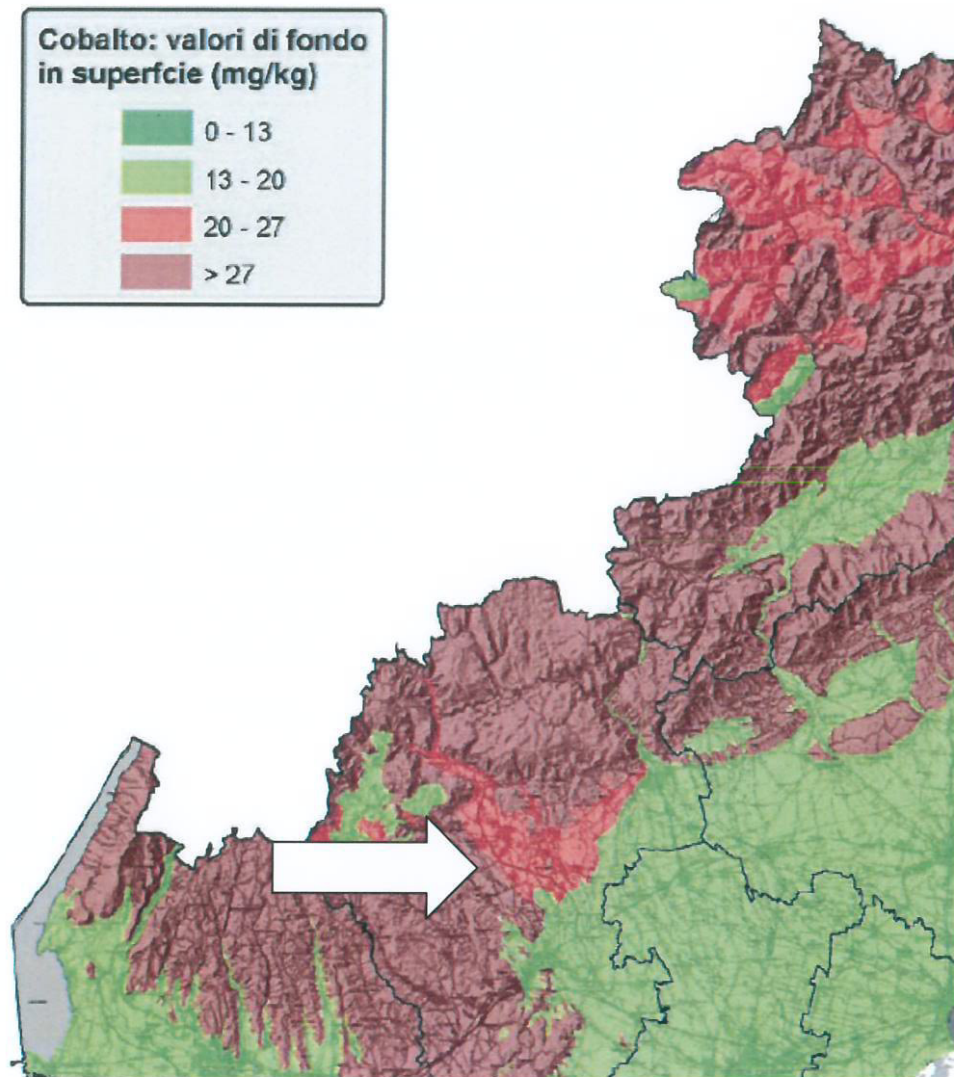 Cobalto: valori di fondo
in superfcie (mg/kg)
0 - 13
13 - 20
20 - 27
> 27